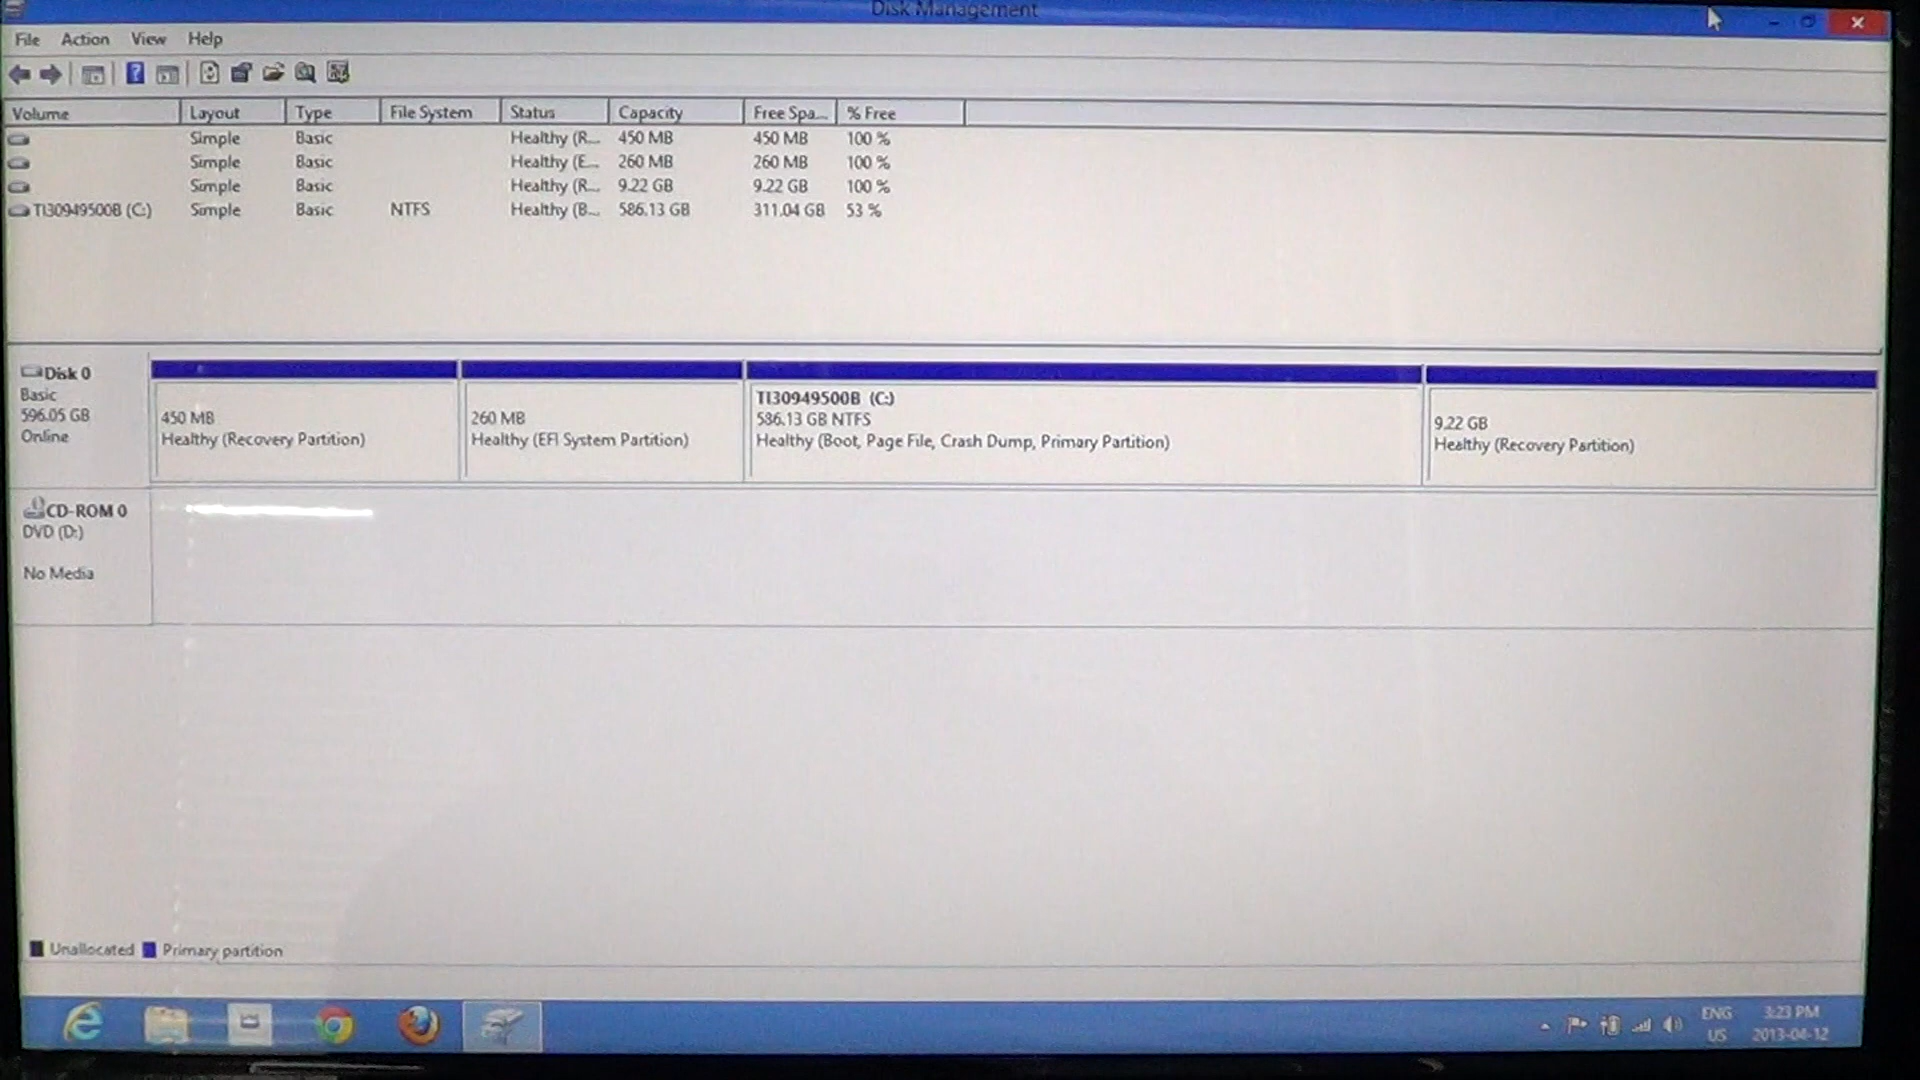 Disk Management
File Action View Help
Volume Layout Type File System Status Capacity Free Spa... % Free
Simple Basic Healthy (R... 450 MB 450 MB 100 %
Simple Basic Healthy (E... 260 MB 260 MB 100 %
Simple Basic Healthy (R... 9.22 GB 9.22 GB 100 %
TI30949500B (C:) Simple Basic NTFS Healthy (B... 586.13 GB 311.04 GB 53 %
Disk 0
Basic
596.05 GB
Online
450 MB
Healthy (Recovery Partition)
260 MB
Healthy (EFI System Partition)
TI30949500B (C:)
586.13 GB NTFS
Healthy (Boot, Page File, Crash Dump, Primary Partition)
9.22 GB
Healthy (Recovery Partition)
CD-ROM 0
DVD (D:)
No Media
Unallocated Primary partition
ENG
US
3:23 PM
2013-04-12